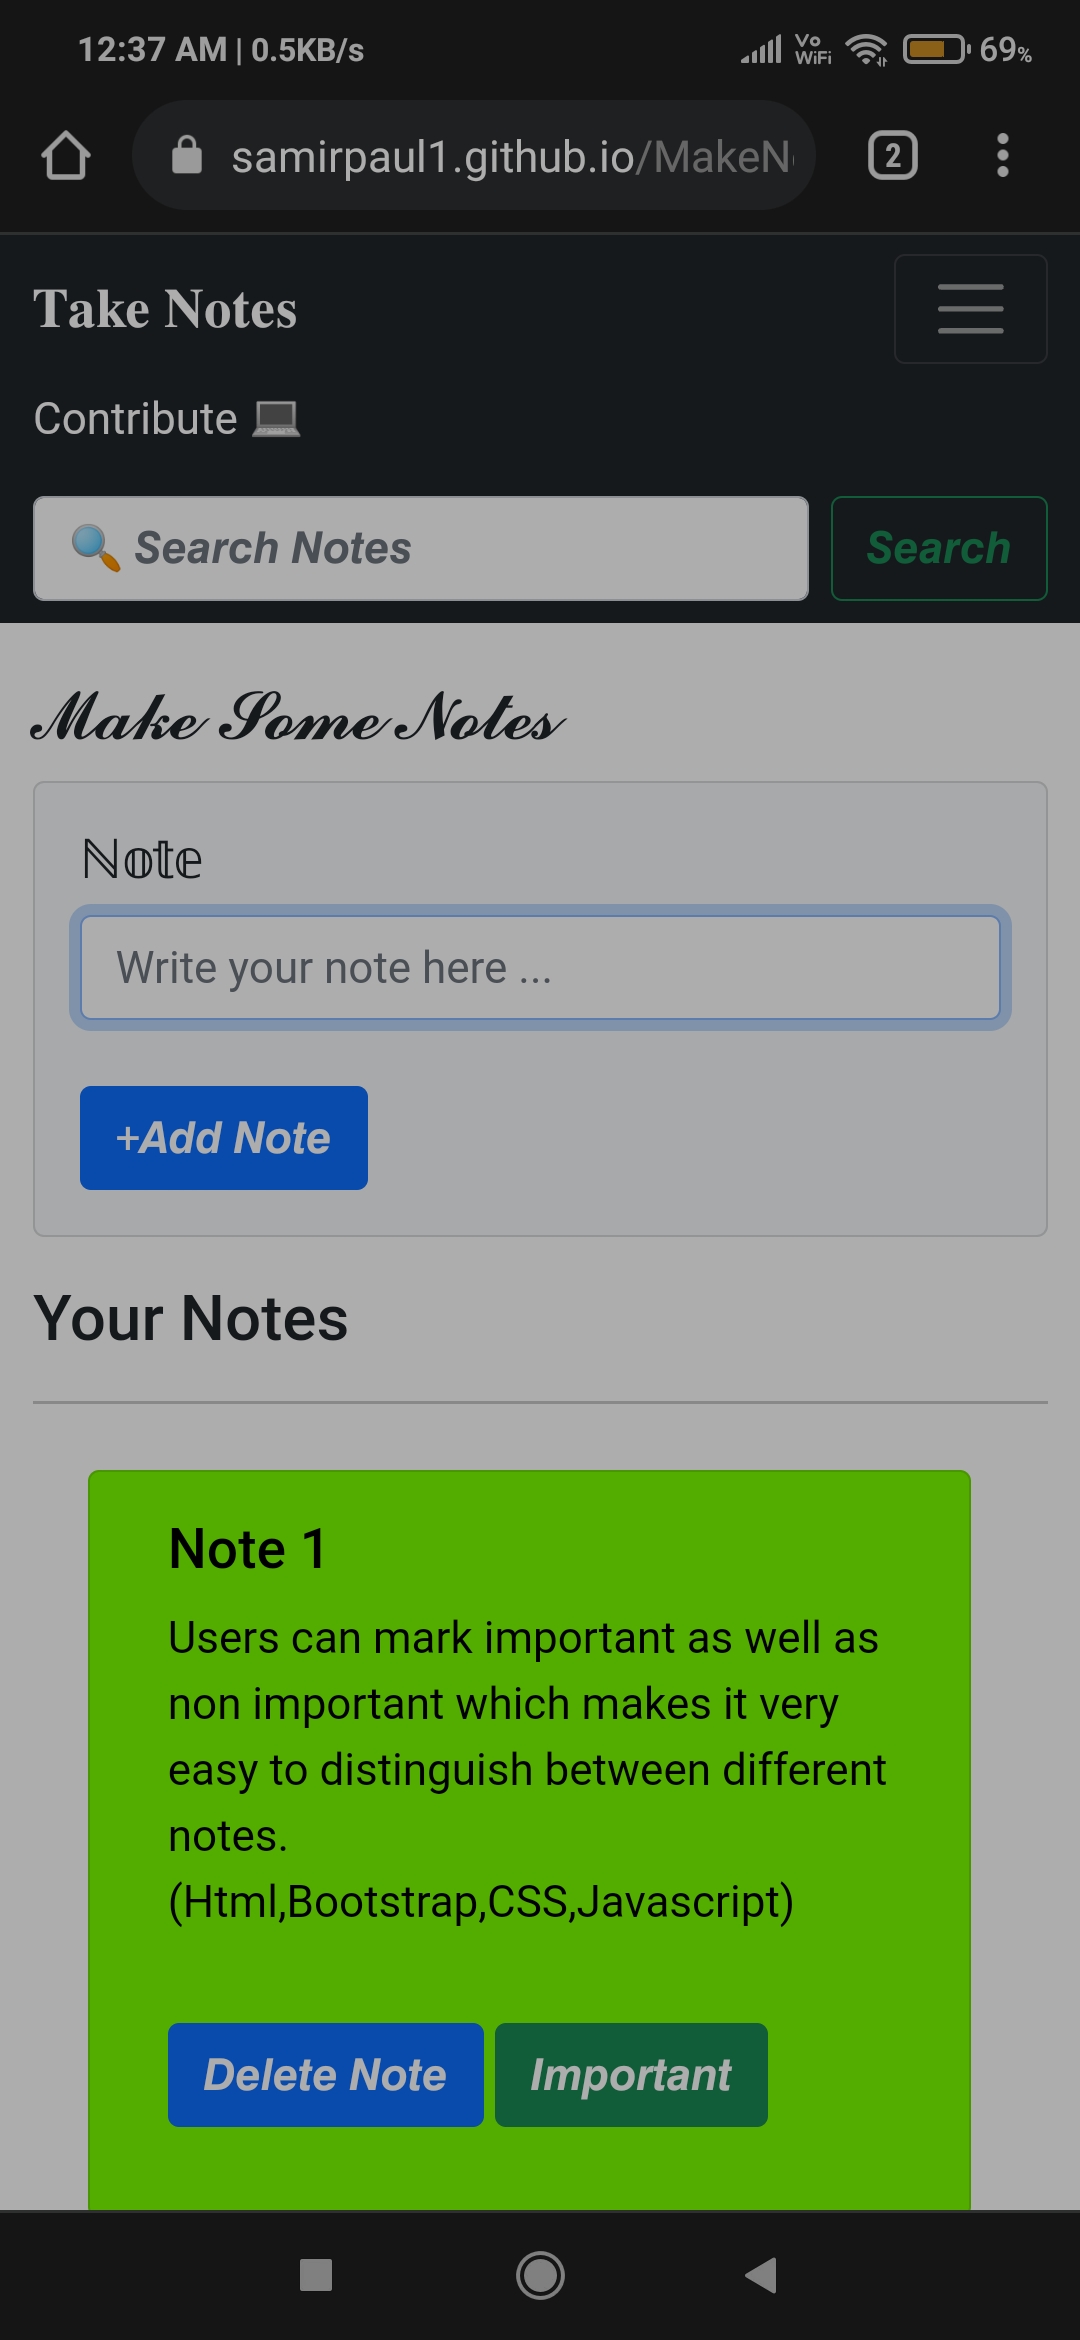 12:37 AM | 0.5KB/s Vo WiFi 69%
samirpaul1.github.io/MakeN 2
Take Notes
Contribute 💻
🔍 Search Notes Search
Make Some Notes
Note
Write your note here ...
+Add Note
Your Notes
Note 1
Users can mark important as well as
non important which makes it very
easy to distinguish between different
notes.
(Html,Bootstrap,CSS,Javascript)
Delete Note Important